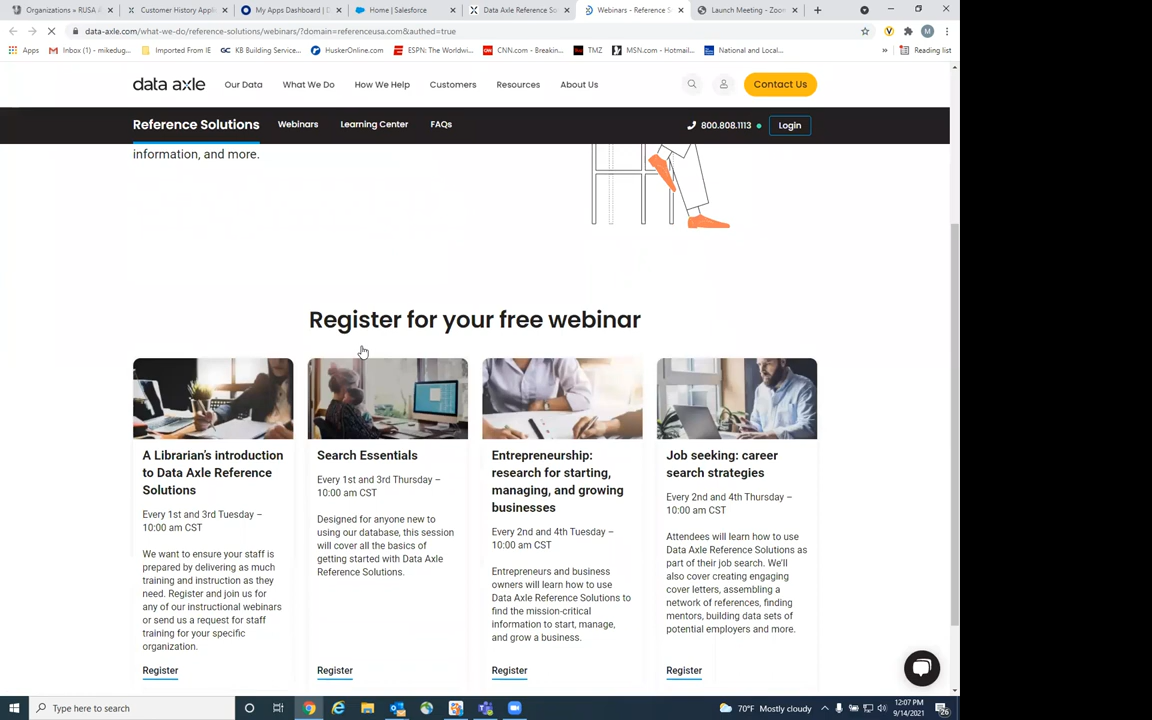 Organizations » RUSA
Customer History Appl
My Apps Dashboard | D
Home | Salesforce
Data Axle Reference So
Webinars - Reference S
Launch Meeting - Zoo
data-axle.com/what-we-do/reference-solutions/webinars/?domain=referenceusa.com&authed=true
Apps
Inbox (1) - mikedug...
Imported From IE
KB Building Service...
HuskerOnline.com
ESPN: The Worldwi...
CNN.com - Breakin...
TMZ
MSN.com - Hotmail...
National and Local...
»
Reading list
data axle
Our Data
What We Do
How We Help
Customers
Resources
About Us
Contact Us
Reference Solutions
Webinars
Learning Center
FAQs
800.808.1113
Login
information, and more.
Register for your free webinar
A Librarian's introduction
to Data Axle Reference
Solutions
Every 1st and 3rd Tuesday –
10:00 am CST
We want to ensure your staff is
prepared by delivering as much
training and instruction as they
need. Register and join us for
any of our instructional webinars
or send us a request for staff
training for your specific
organization.
Register
Search Essentials
Every 1st and 3rd Thursday –
10:00 am CST
Designed for anyone new to
using our database, this session
will cover all the basics of
getting started with Data Axle
Reference Solutions.
Register
Entrepreneurship:
research for starting,
managing, and growing
businesses
Every 2nd and 4th Tuesday –
10:00 am CST
Entrepreneurs and business
owners will learn how to use
Data Axle Reference Solutions to
find the mission-critical
information to start, manage,
and grow a business.
Register
Job seeking: career
search strategies
Every 2nd and 4th Thursday –
10:00 am CST
Attendees will learn how to use
Data Axle Reference Solutions as
part of their job search. We'll
also cover creating engaging
cover letters, assembling a
network of references, finding
mentors, building data sets of
potential employers and more.
Register
Type here to search
70°F Mostly cloudy
12:07 PM
9/14/2021